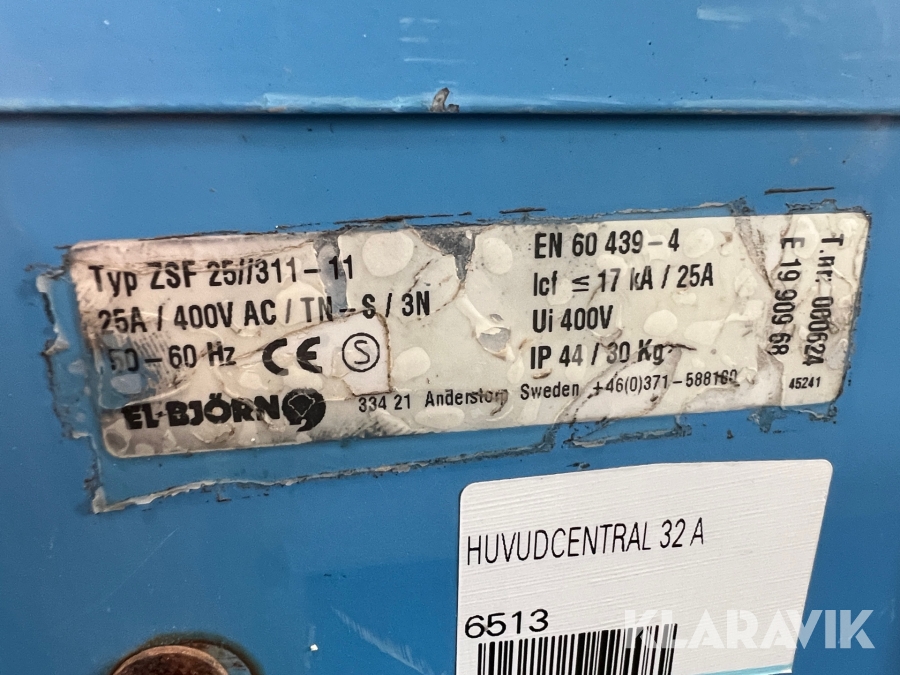 Typ ZSF 25//311-11
25A / 400V AC / TN-S / 3N
50-60 Hz CE S
EL-BJÖRN
334 21 Anderstorp Sweden +46(0)371-588100
EN 60 439-4
Icf ≤ 17 kA / 25A
Ui 400V
IP 44 / 30 Kg
T.nr. 000624
E 19 909 68
45241
HUVUDCENTRAL 32 A
6513
KLARAVIK